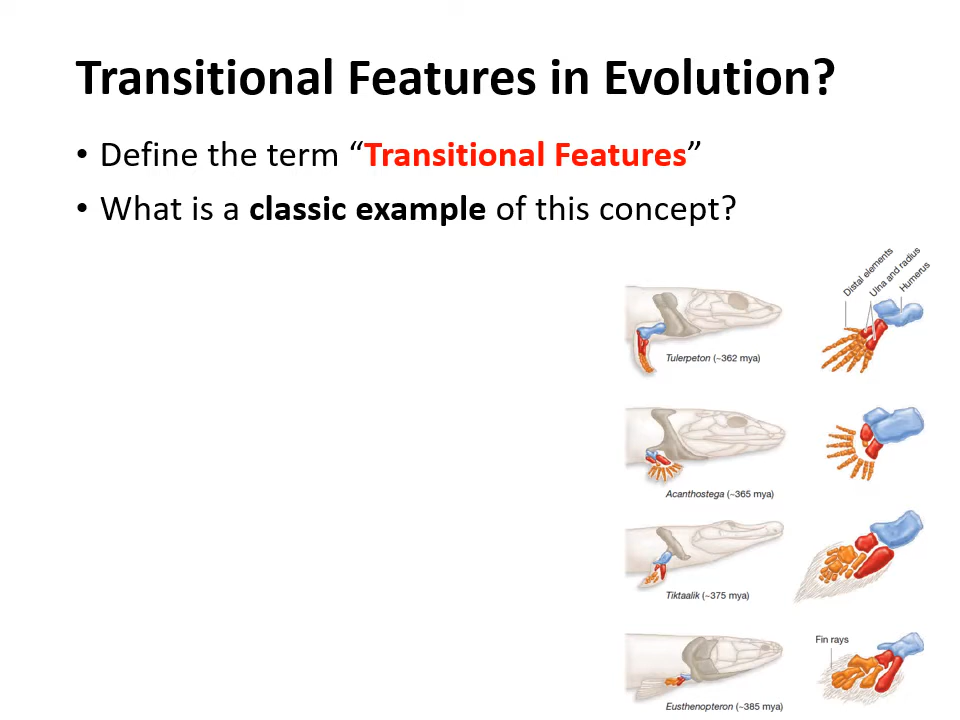 Transitional Features in Evolution?
• Define the term “Transitional Features”
• What is a classic example of this concept?
Distal elements
Ulna and radius
Humerus
Tulerpeton (~362 mya)
Acanthostega (~365 mya)
Tiktaalik (~375 mya)
Fin rays
Eusthenopteron (~385 mya)